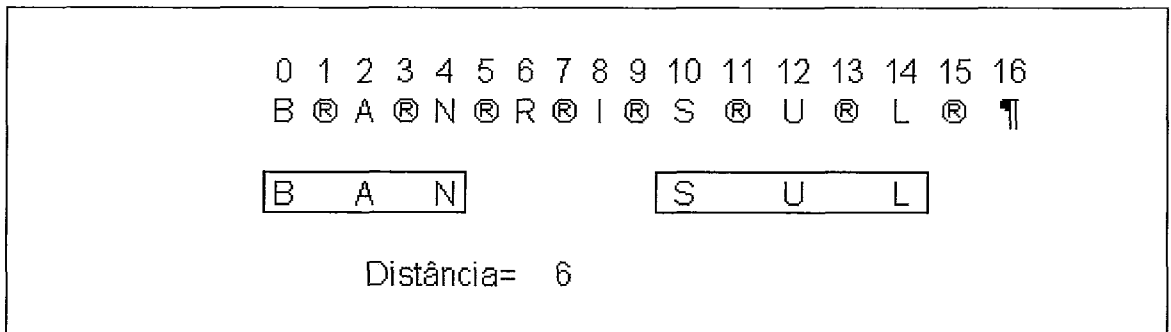 0 1 2 3 4 5 6 7 8 9 10 11 12 13 14 15 16
B ® A ® N ® R ® I ® S ® U ® L ® ¶
B A N S U L
Distância= 6